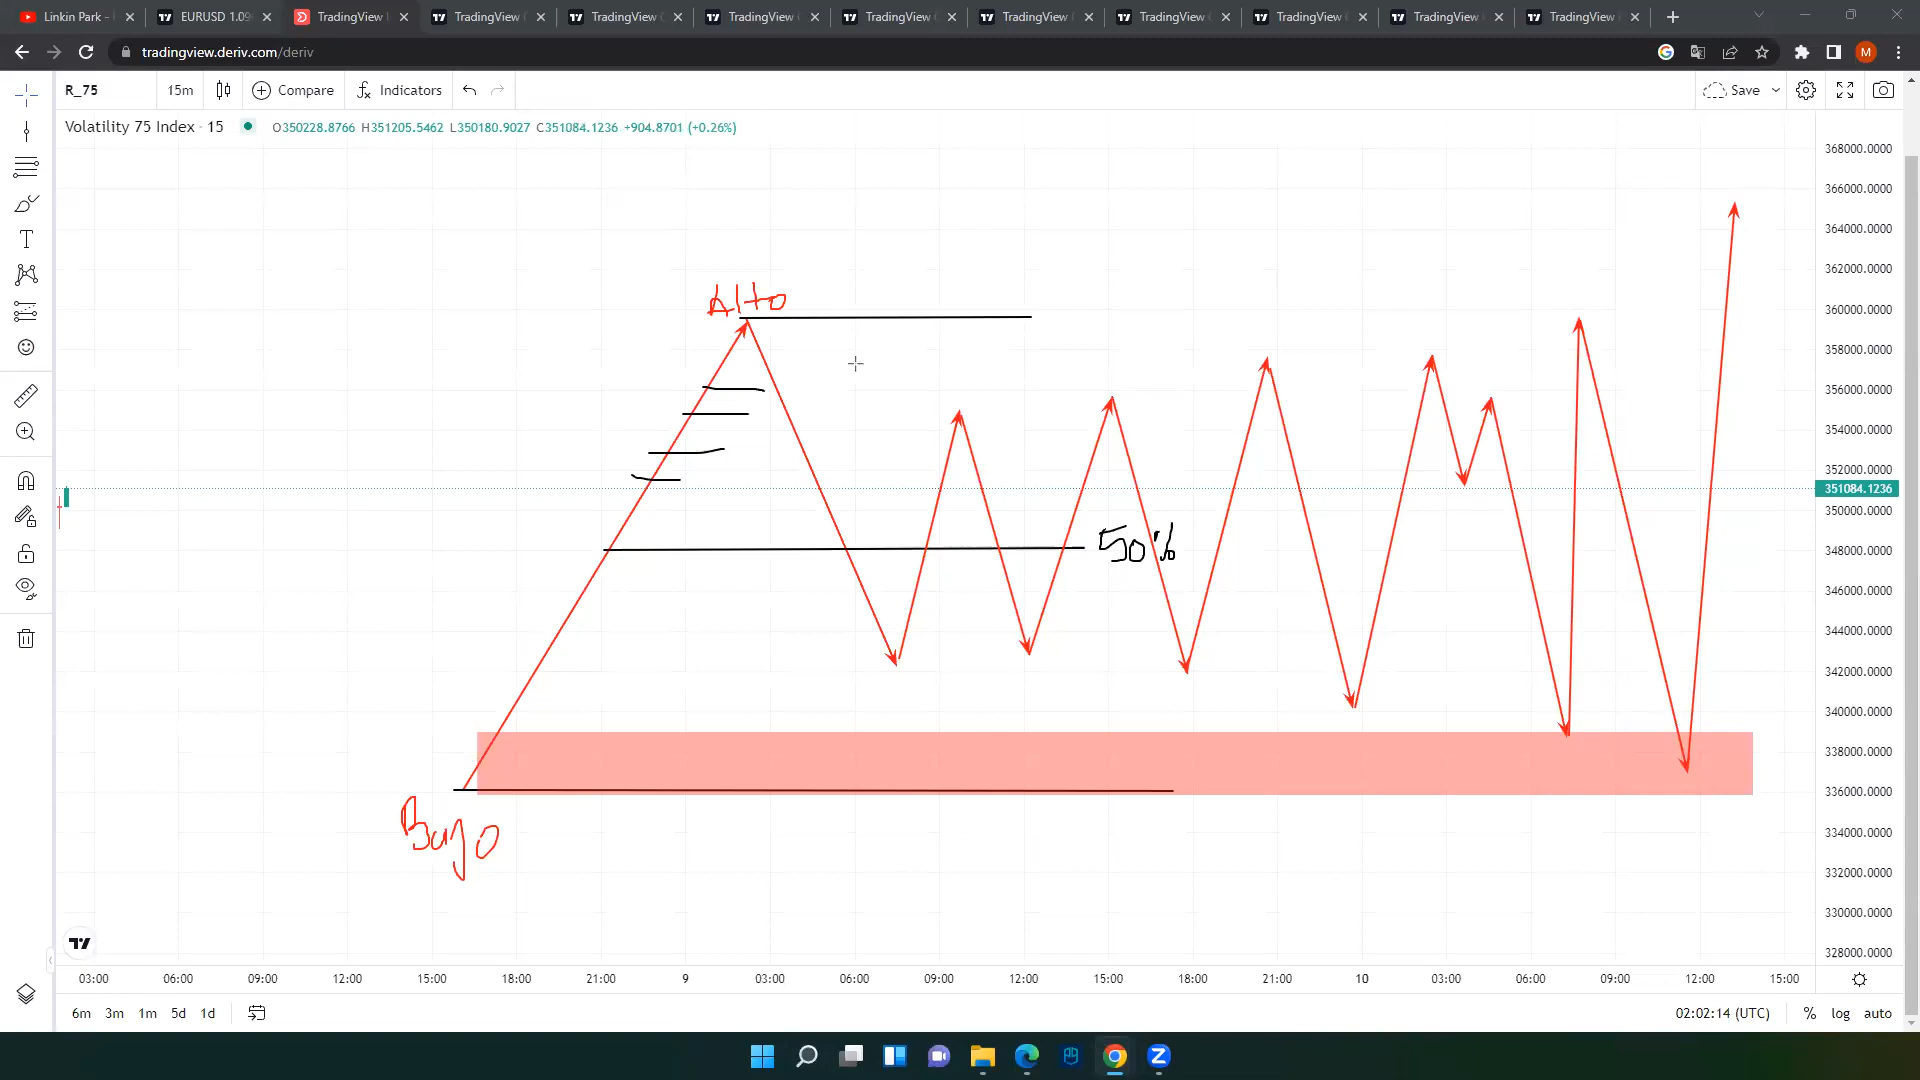 Linkin Park -
EURUSD 1.09
TradingView
TradingView
TradingView
TradingView
TradingView
TradingView
TradingView
TradingView
TradingView
TradingView
tradingview.deriv.com/deriv
M
R_75
15m
Compare
Indicators
Save
Volatility 75 Index · 15
O350228.8766 H351205.5462 L350180.9027 C351084.1236 +904.8701 (+0.26%)
Alto
50%
Bajo
368000.0000
366000.0000
364000.0000
362000.0000
360000.0000
358000.0000
356000.0000
354000.0000
352000.0000
351084.1236
350000.0000
348000.0000
346000.0000
344000.0000
342000.0000
340000.0000
338000.0000
336000.0000
334000.0000
332000.0000
330000.0000
328000.0000
03:00 06:00 09:00 12:00 15:00 18:00 21:00 9 03:00 06:00 09:00 12:00 15:00 18:00 21:00 10 03:00 06:00 09:00 12:00 15:00
6m 3m 1m 5d 1d
02:02:14 (UTC)
% log auto